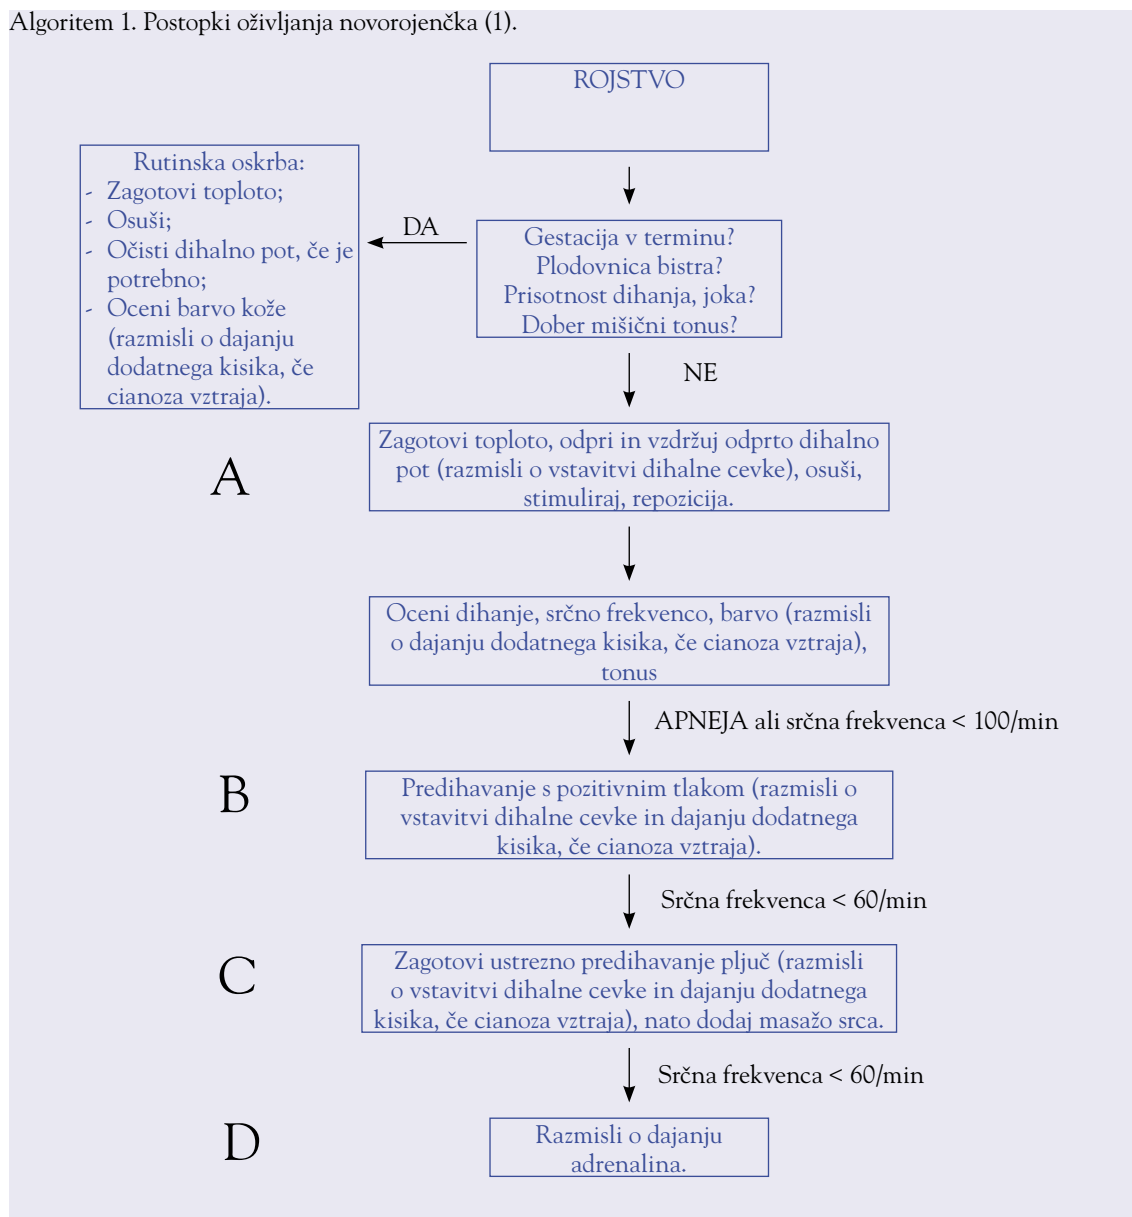 Algoritem 1. Postopki oživljanja novorojenčka (1).
ROJSTVO
Rutinska oskrba:
- Zagotovi toploto;
- Osuši;
- Očisti dihalno pot, če je
potrebno;
- Oceni barvo kože
(razmisli o dajanju
dodatnega kisika, če
cianoza vztraja).
DA
Gestacija v terminu?
Plodovnica bistra?
Prisotnost dihanja, joka?
Dober mišični tonus?
NE
A
Zagotovi toploto, odpri in vzdržuj odprto dihalno
pot (razmisli o vstavitvi dihalne cevke), osuši,
stimuliraj, repozicija.
Oceni dihanje, srčno frekvenco, barvo (razmisli
o dajanju dodatnega kisika, če cianoza vztraja),
tonus
APNEJA ali srčna frekvenca < 100/min
B
Predihavanje s pozitivnim tlakom (razmisli o
vstavitvi dihalne cevke in dajanju dodatnega
kisika, če cianoza vztraja).
Srčna frekvenca < 60/min
C
Zagotovi ustrezno predihavanje pljuč (razmisli
o vstavitvi dihalne cevke in dajanju dodatnega
kisika, če cianoza vztraja), nato dodaj masažo srca.
Srčna frekvenca < 60/min
D
Razmisli o dajanju
adrenalina.